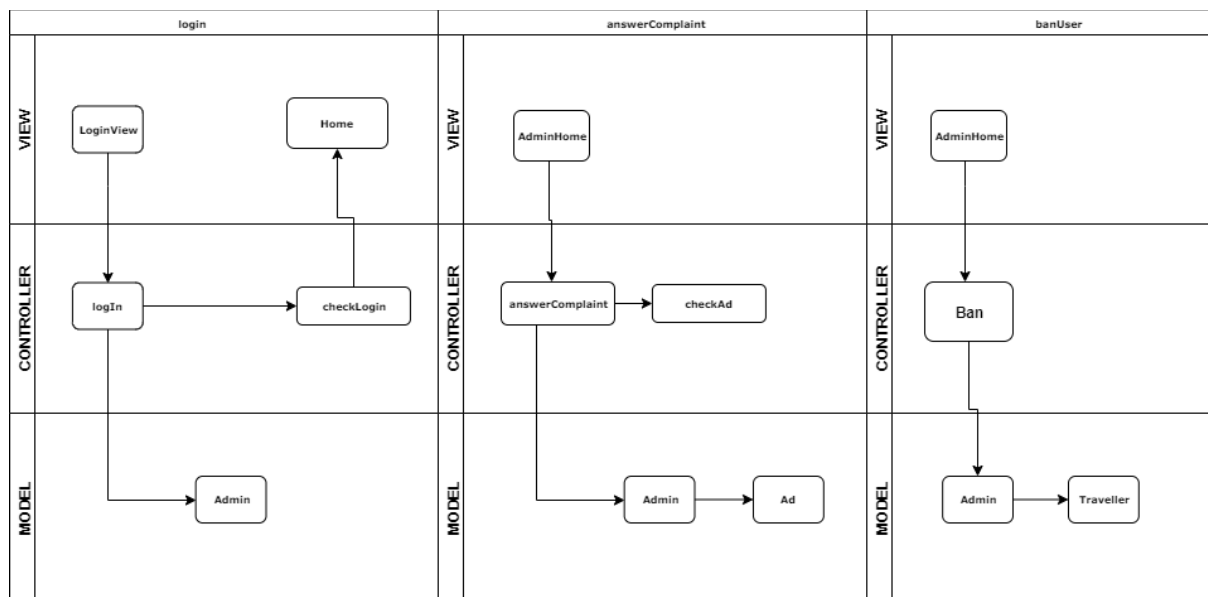 login
answerComplaint
banUser
VIEW
LoginView
Home
VIEW
AdminHome
VIEW
AdminHome
CONTROLLER
logIn
checkLogin
CONTROLLER
answerComplaint
checkAd
CONTROLLER
Ban
MODEL
Admin
MODEL
Admin
Ad
MODEL
Admin
Traveller